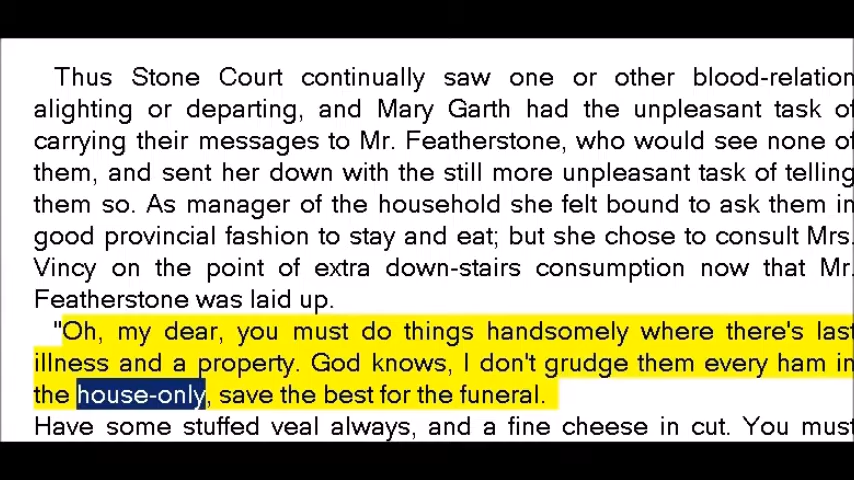 Thus Stone Court continually saw one or other blood-relation
alighting or departing, and Mary Garth had the unpleasant task of
carrying their messages to Mr. Featherstone, who would see none of
them, and sent her down with the still more unpleasant task of telling
them so. As manager of the household she felt bound to ask them in
good provincial fashion to stay and eat; but she chose to consult Mrs.
Vincy on the point of extra down-stairs consumption now that Mr.
Featherstone was laid up.
"Oh, my dear, you must do things handsomely where there's last
illness and a property. God knows, I don't grudge them every ham in
the house-only, save the best for the funeral.
Have some stuffed veal always, and a fine cheese in cut. You must